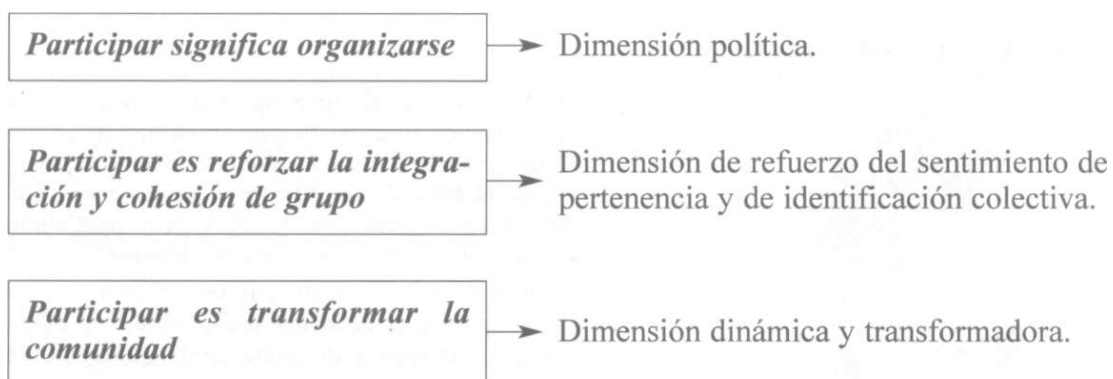 Participar significa organizarse
Dimensión política.
Participar es reforzar la integra-
ción y cohesión de grupo
Dimensión de refuerzo del sentimiento de
pertenencia y de identificación colectiva.
Participar es transformar la
comunidad
Dimensión dinámica y transformadora.